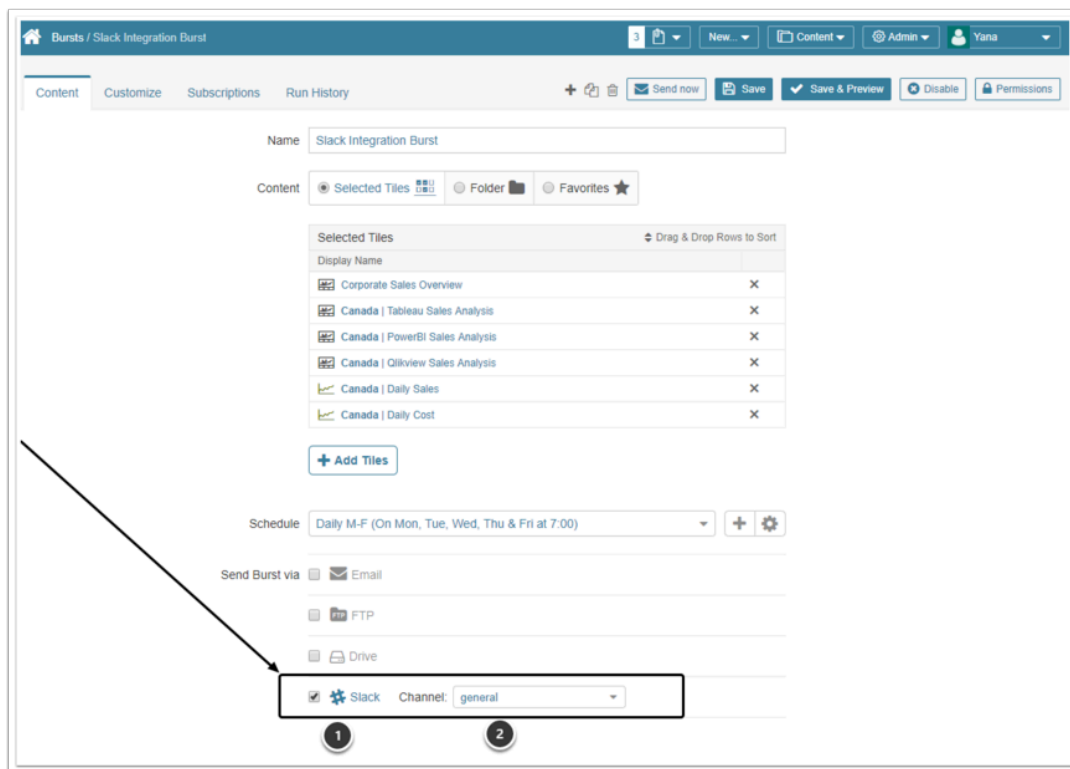 Bursts / Slack Integration Burst
3 New... Content Admin Yana
Content Customize Subscriptions Run History
Send now Save Save & Preview Disable Permissions
Name Slack Integration Burst
Content Selected Tiles Folder Favorites
Selected Tiles Drag & Drop Rows to Sort
Display Name
Corporate Sales Overview
Canada | Tableau Sales Analysis
Canada | PowerBI Sales Analysis
Canada | Qlikview Sales Analysis
Canada | Daily Sales
Canada | Daily Cost
Add Tiles
Schedule Daily M-F (On Mon, Tue, Wed, Thu & Fri at 7:00)
Send Burst via Email
FTP FTP
Drive
Slack Channel: general
1 2